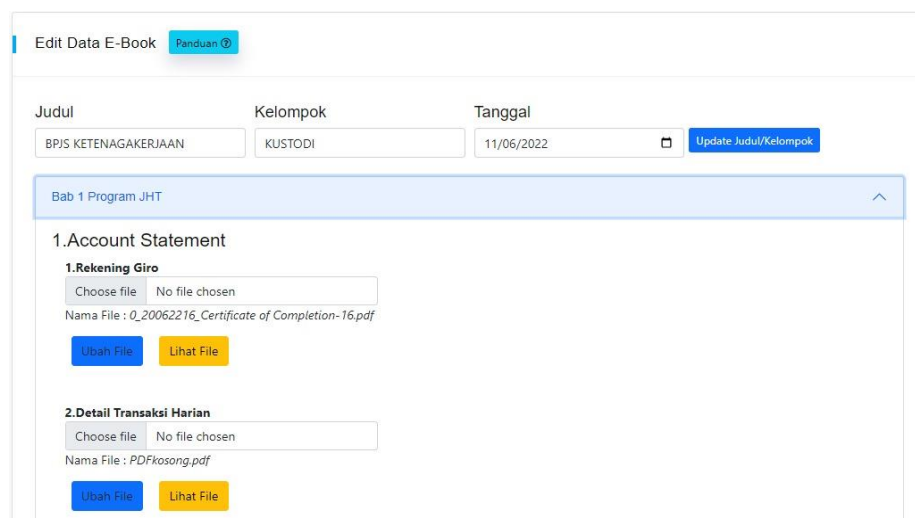 Edit Data E-Book Panduan
Judul Kelompok Tanggal
BPJS KETENAGAKERJAAN KUSTODI 11/06/2022 Update Judul/Kelompok
Bab 1 Program JHT
1.Account Statement
1.Rekening Giro
Choose file No file chosen
Nama File : 0_20062216_Certificate of Completion-16.pdf
Ubah File Lihat File
2.Detail Transaksi Harian
Choose file No file chosen
Nama File : PDFkosong.pdf
Ubah File Lihat File